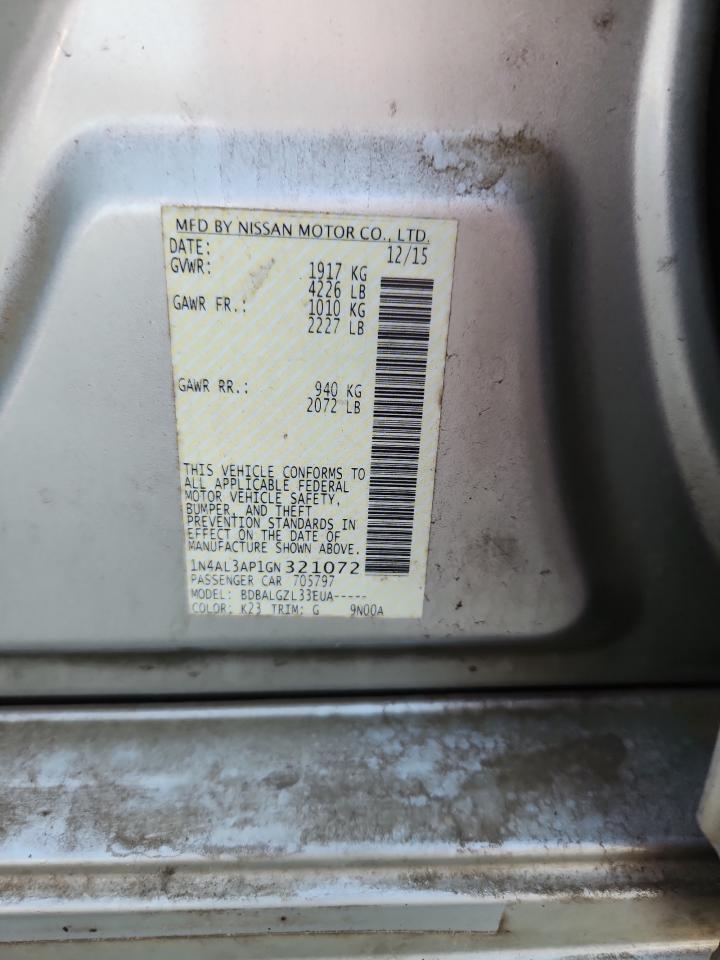 MFD BY NISSAN MOTOR CO., LTD.
DATE: 12/15
GVWR: 1917 KG
4226 LB
GAWR FR.: 1010 KG
2227 LB
GAWR RR.: 940 KG
2072 LB
THIS VEHICLE CONFORMS TO
ALL APPLICABLE FEDERAL
MOTOR VEHICLE SAFETY,
BUMPER, AND THEFT
PREVENTION STANDARDS IN
EFFECT ON THE DATE OF
MANUFACTURE SHOWN ABOVE.
1N4AL3AP1GN321072
PASSENGER CAR 705797
MODEL: BDBALGZL33EUA-----
COLOR: K23 TRIM: G 9N00A